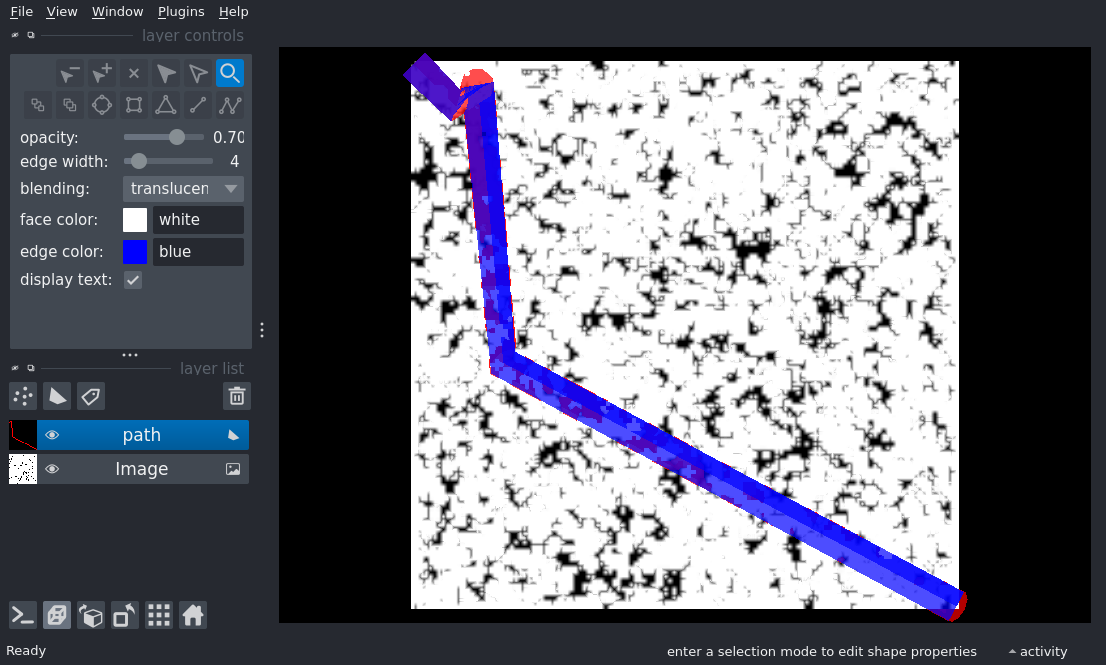 File View Window Plugins Help
layer controls
opacity: 0.70
edge width: 4
blending: translucen
face color: white
edge color: blue
display text:
layer list
path
Image
Ready
enter a selection mode to edit shape properties
activity